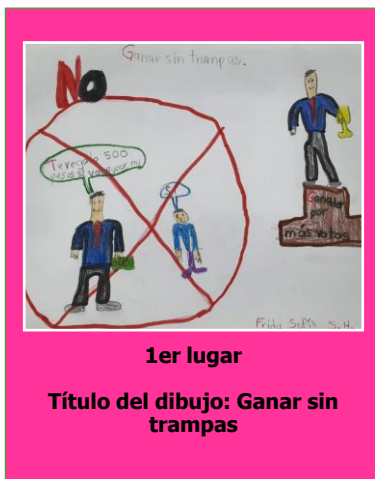 Ganar sin trampas.
NO
Te regalo 500
pesos si votas por mi
Ganar
por
más votos
Frida Sofía S. H.
1er lugar
Título del dibujo: Ganar sin
trampas